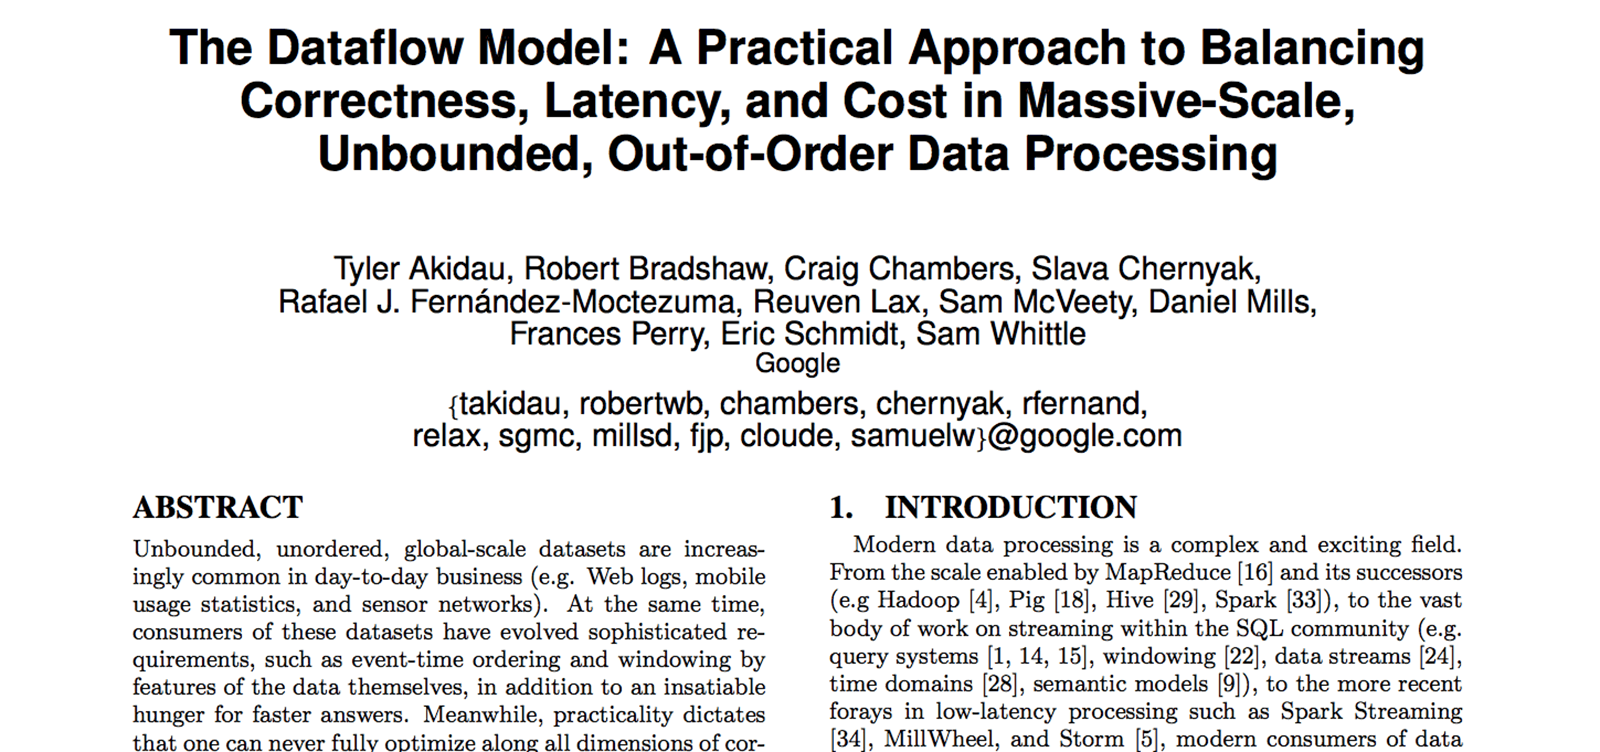 The Dataflow Model: A Practical Approach to Balancing
Correctness, Latency, and Cost in Massive-Scale,
Unbounded, Out-of-Order Data Processing
Tyler Akidau, Robert Bradshaw, Craig Chambers, Slava Chernyak,
Rafael J. Fernández-Moctezuma, Reuven Lax, Sam McVeety, Daniel Mills,
Frances Perry, Eric Schmidt, Sam Whittle
Google
{takidau, robertwb, chambers, chernyak, rfernand,
relax, sgmc, millsd, fjp, cloude, samuelw}@google.com
ABSTRACT
Unbounded, unordered, global-scale datasets are increas-
ingly common in day-to-day business (e.g. Web logs, mobile
usage statistics, and sensor networks). At the same time,
consumers of these datasets have evolved sophisticated re-
quirements, such as event-time ordering and windowing by
features of the data themselves, in addition to an insatiable
hunger for faster answers. Meanwhile, practicality dictates
that one can never fully optimize along all dimensions of cor-
1. INTRODUCTION
Modern data processing is a complex and exciting field.
From the scale enabled by MapReduce [16] and its successors
(e.g Hadoop [4], Pig [18], Hive [29], Spark [33]), to the vast
body of work on streaming within the SQL community (e.g.
query systems [1, 14, 15], windowing [22], data streams [24],
time domains [28], semantic models [9]), to the more recent
forays in low-latency processing such as Spark Streaming
[34], MillWheel, and Storm [5], modern consumers of data